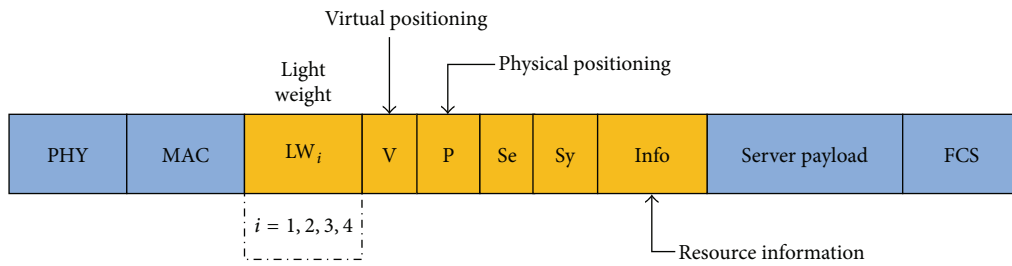 Virtual positioning
Physical positioning
Light
weight
PHY MAC LWᵢ V P Se Sy Info Server payload FCS
i = 1, 2, 3, 4
Resource information